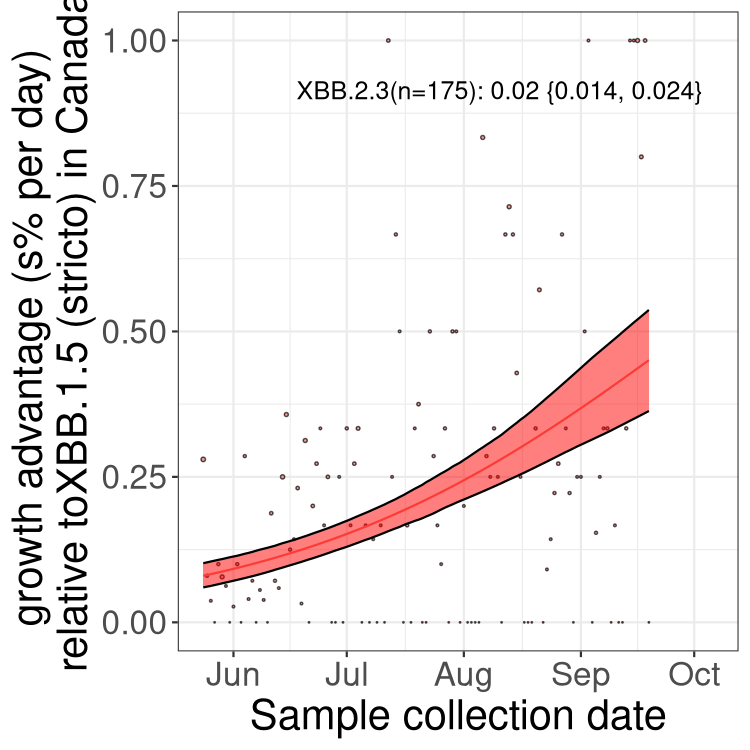 growth advantage (s% per day)
relative toXBB.1.5 (stricto) in Canada
1.00
0.75
0.50
0.25
0.00
XBB.2.3(n=175): 0.02 {0.014, 0.024}
Jun Jul Aug Sep Oct
Sample collection date